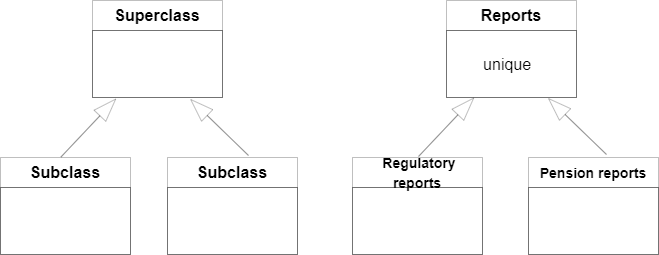 Superclass
Subclass
Subclass
Reports
unique
Regulatory
reports
Pension reports